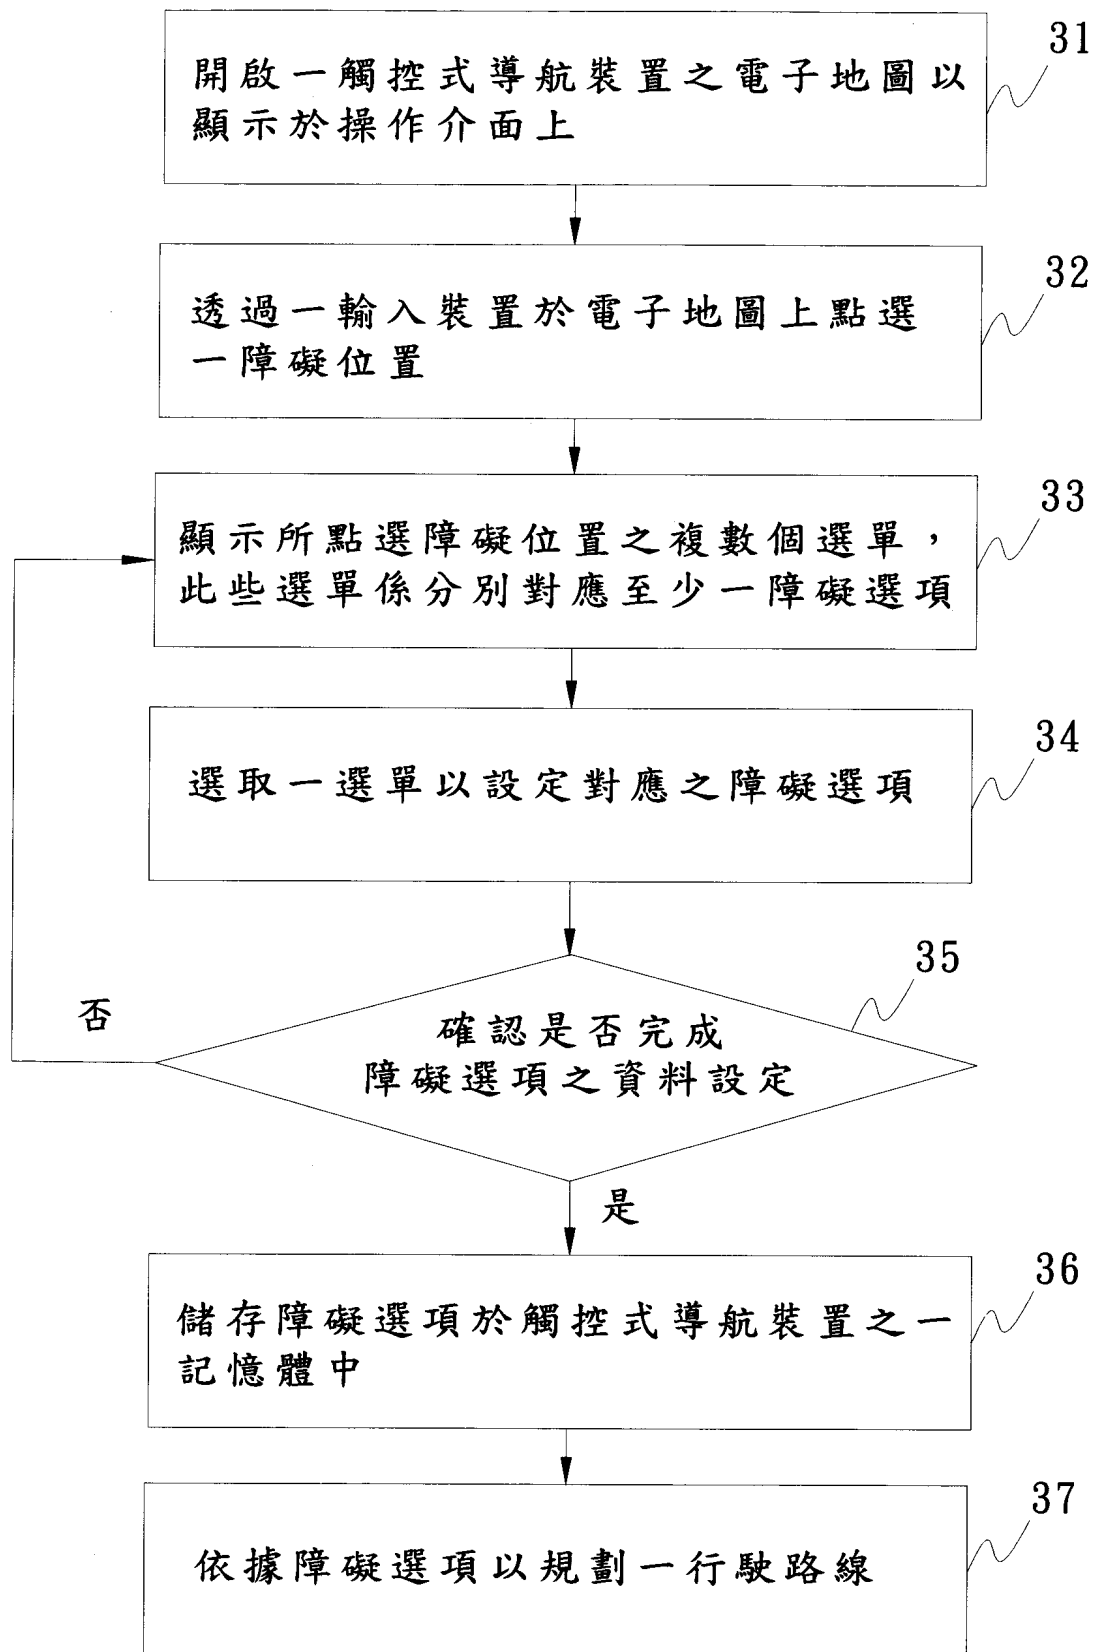 31
開啟一觸控式導航裝置之電子地圖以
顯示於操作介面上
32
透過一輸入裝置於電子地圖上點選
一障礙位置
33
顯示所點選障礙位置之複數個選單，
此些選單係分別對應至少一障礙選項
34
選取一選單以設定對應之障礙選項
35
確認是否完成
障礙選項之資料設定
否
是
36
儲存障礙選項於觸控式導航裝置之一
記憶體中
37
依據障礙選項以規劃一行駛路線